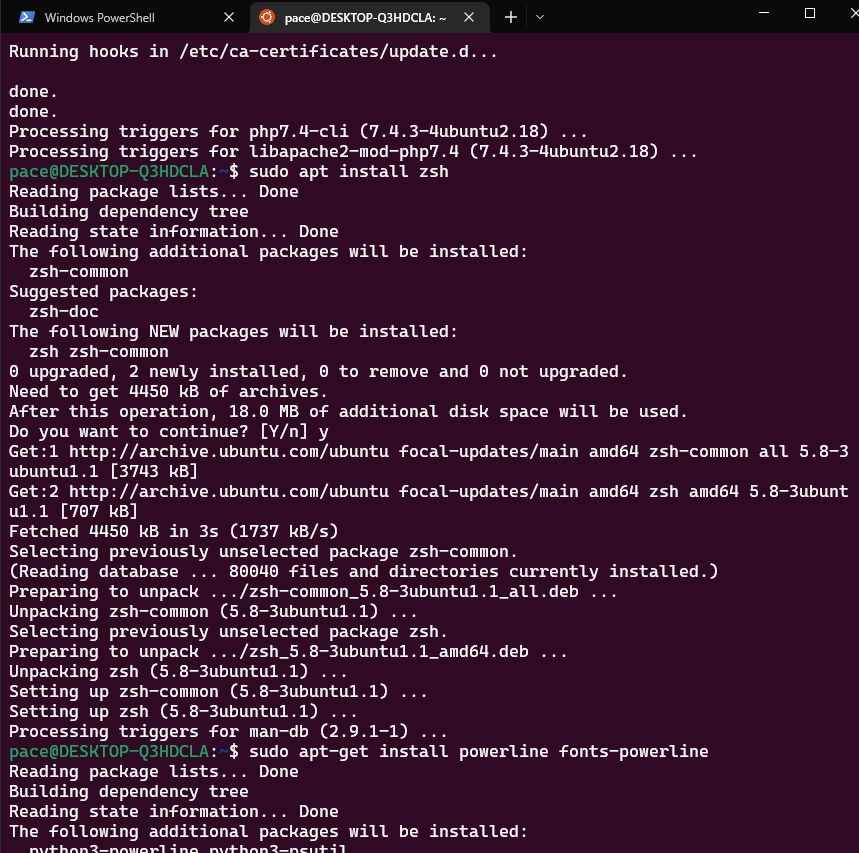 Windows PowerShell
pace@DESKTOP-Q3HDCLA: ~
Running hooks in /etc/ca-certificates/update.d...
done.
done.
Processing triggers for php7.4-cli (7.4.3-4ubuntu2.18) ...
Processing triggers for libapache2-mod-php7.4 (7.4.3-4ubuntu2.18) ...
pace@DESKTOP-Q3HDCLA:~$ sudo apt install zsh
Reading package lists... Done
Building dependency tree
Reading state information... Done
The following additional packages will be installed:
  zsh-common
Suggested packages:
  zsh-doc
The following NEW packages will be installed:
  zsh zsh-common
0 upgraded, 2 newly installed, 0 to remove and 0 not upgraded.
Need to get 4450 kB of archives.
After this operation, 18.0 MB of additional disk space will be used.
Do you want to continue? [Y/n] y
Get:1 http://archive.ubuntu.com/ubuntu focal-updates/main amd64 zsh-common all 5.8-3
ubuntu1.1 [3743 kB]
Get:2 http://archive.ubuntu.com/ubuntu focal-updates/main amd64 zsh amd64 5.8-3ubunt
u1.1 [707 kB]
Fetched 4450 kB in 3s (1737 kB/s)
Selecting previously unselected package zsh-common.
(Reading database ... 80040 files and directories currently installed.)
Preparing to unpack .../zsh-common_5.8-3ubuntu1.1_all.deb ...
Unpacking zsh-common (5.8-3ubuntu1.1) ...
Selecting previously unselected package zsh.
Preparing to unpack .../zsh_5.8-3ubuntu1.1_amd64.deb ...
Unpacking zsh (5.8-3ubuntu1.1) ...
Setting up zsh-common (5.8-3ubuntu1.1) ...
Setting up zsh (5.8-3ubuntu1.1) ...
Processing triggers for man-db (2.9.1-1) ...
pace@DESKTOP-Q3HDCLA:~$ sudo apt-get install powerline fonts-powerline
Reading package lists... Done
Building dependency tree
Reading state information... Done
The following additional packages will be installed:
  python3-powerline python3-psutil